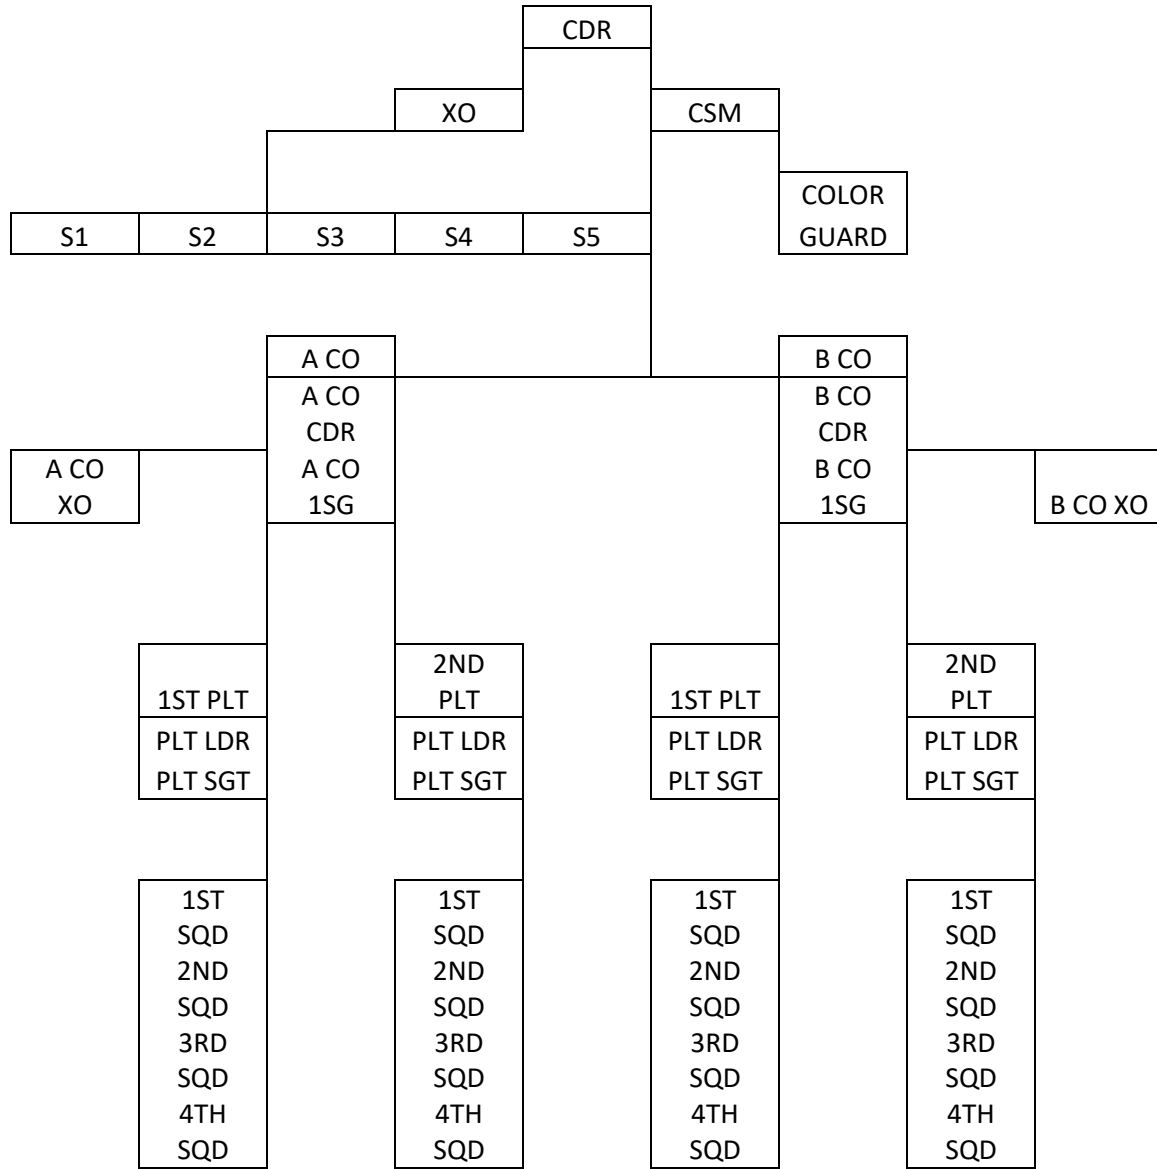 CDR
XO CSM
COLOR
GUARD
S1 S2 S3 S4 S5
A CO B CO
A CO B CO
CDR CDR
A CO B CO
1SG 1SG
A CO
XO
B CO XO
1ST PLT
2ND
PLT
1ST PLT
2ND
PLT
PLT LDR PLT LDR PLT LDR PLT LDR
PLT SGT PLT SGT PLT SGT PLT SGT
1ST 1ST 1ST 1ST
SQD SQD SQD SQD
2ND 2ND 2ND 2ND
SQD SQD SQD SQD
3RD 3RD 3RD 3RD
SQD SQD SQD SQD
4TH 4TH 4TH 4TH
SQD SQD SQD SQD